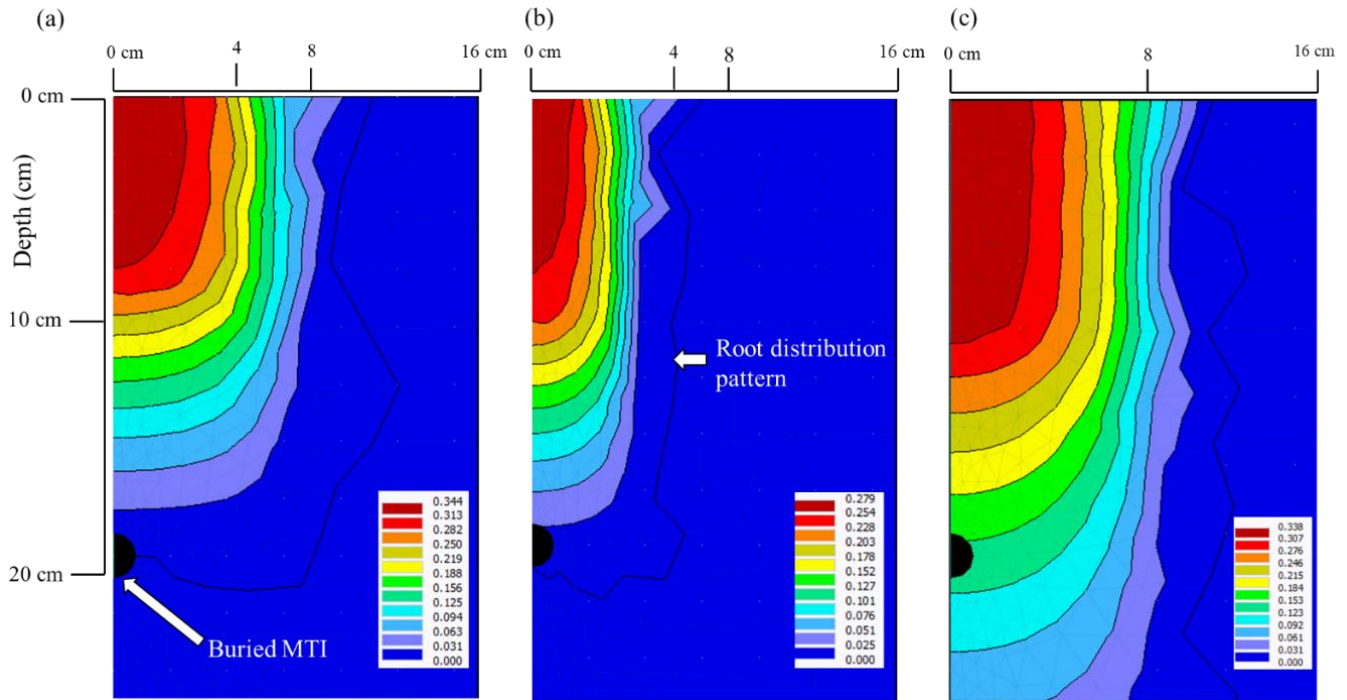 (a)
(b)
(c)
0 cm 4 8 16 cm
0 cm 4 8 16 cm
0 cm 8 16 cm
0 cm
10 cm
20 cm
Depth (cm)
Root distribution
pattern
Buried MTI
0.344
0.313
0.282
0.250
0.219
0.188
0.156
0.125
0.094
0.063
0.031
0.000
0.279
0.254
0.228
0.203
0.178
0.152
0.127
0.101
0.076
0.051
0.025
0.000
0.338
0.307
0.276
0.246
0.215
0.184
0.153
0.123
0.092
0.061
0.031
0.000